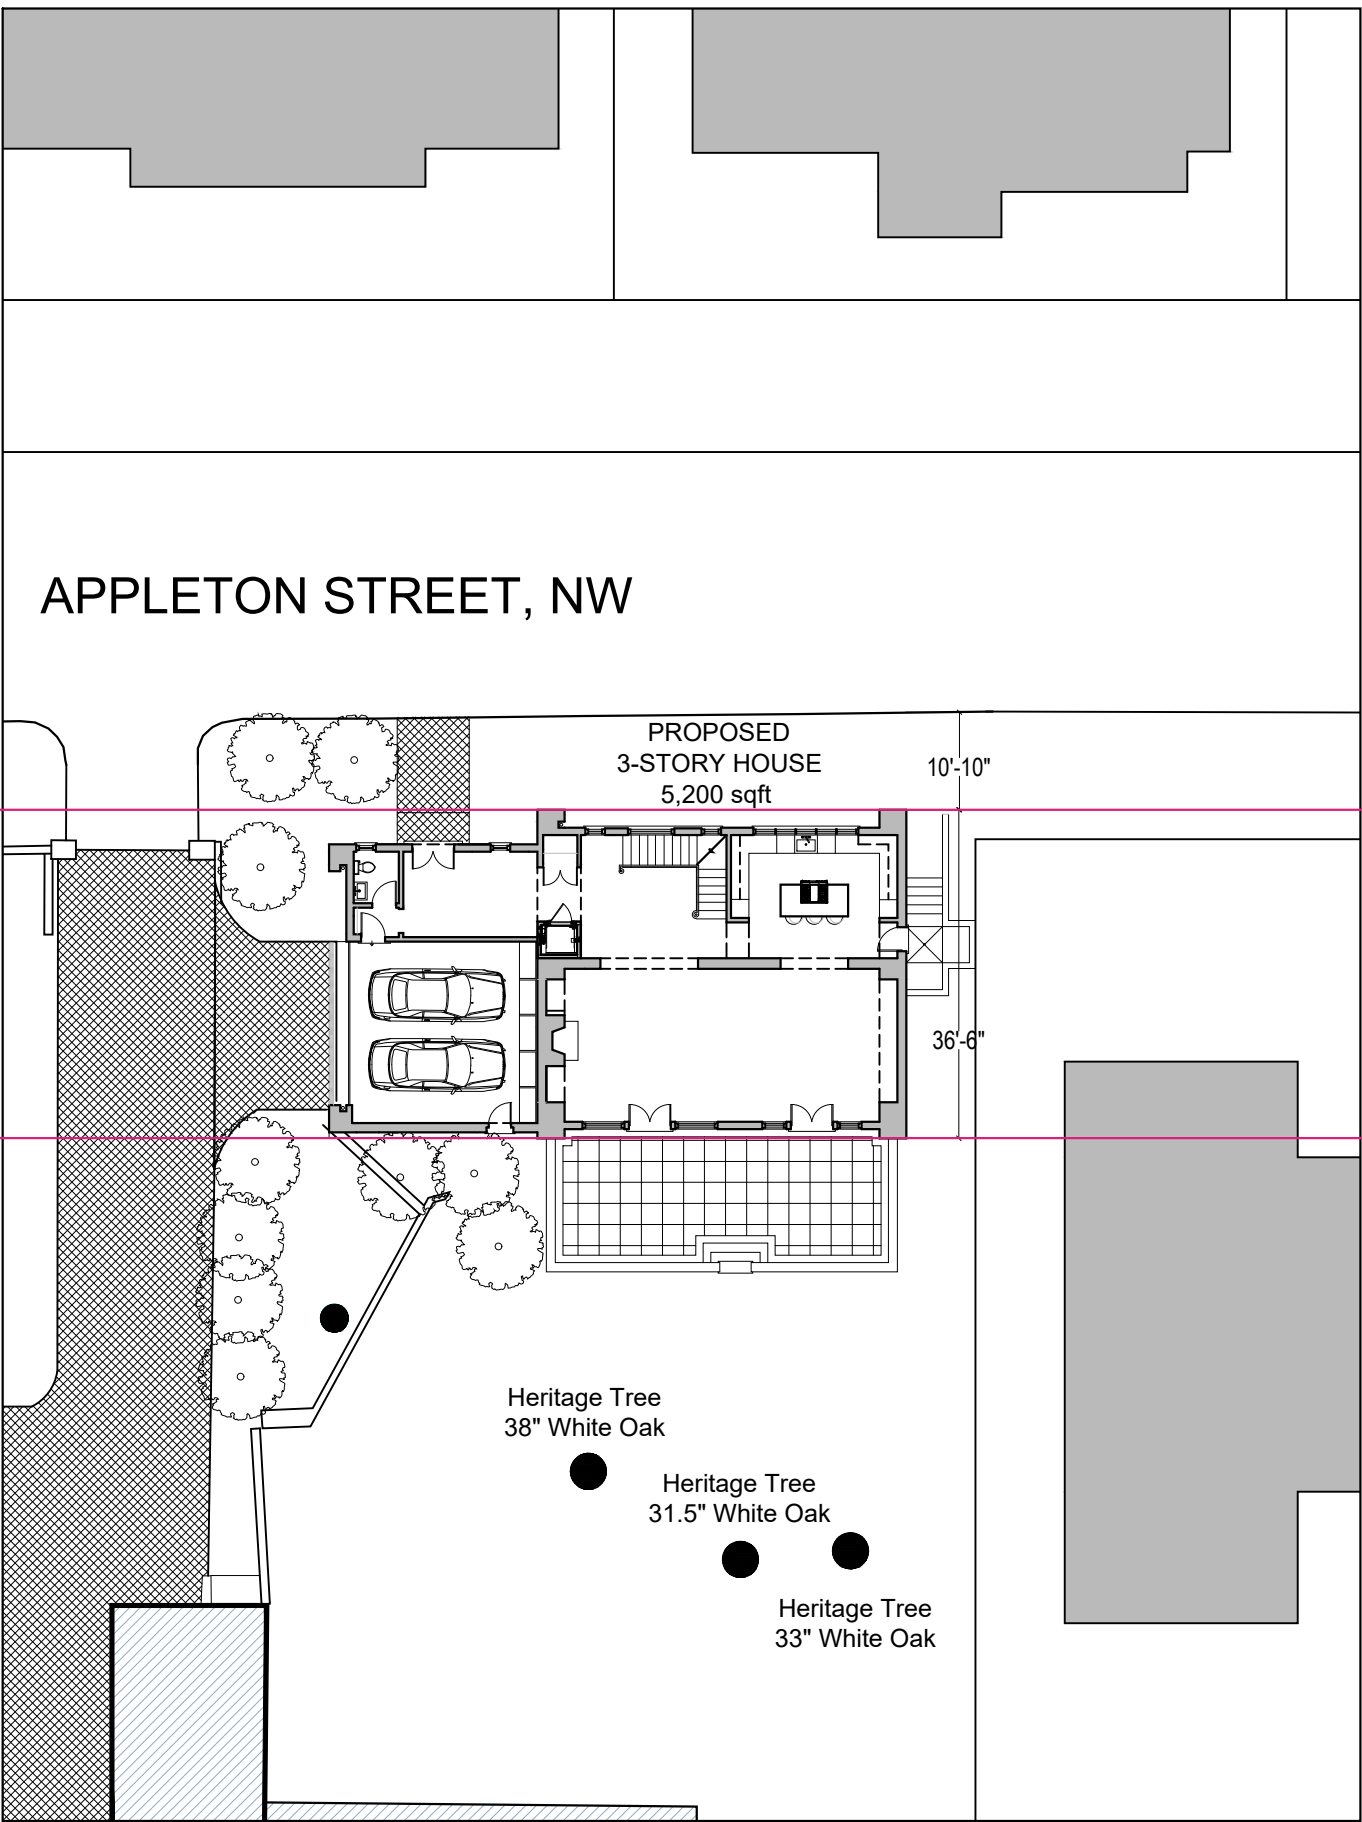 APPLETON STREET, NW
PROPOSED
3-STORY HOUSE
5,200 sqft
10'-10"
36'-6"
Heritage Tree
38" White Oak
Heritage Tree
31.5" White Oak
Heritage Tree
33" White Oak